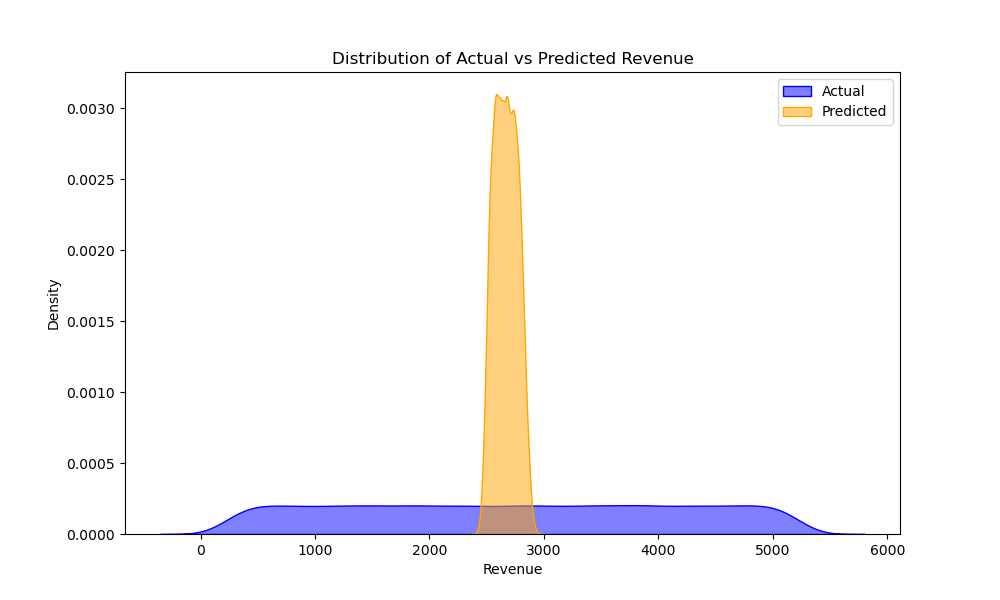 Distribution of Actual vs Predicted Revenue
Actual
Predicted
0.0030
0.0025
0.0020
0.0015
0.0010
0.0005
0.0000
Density
0
1000
2000
3000
4000
5000
6000
Revenue